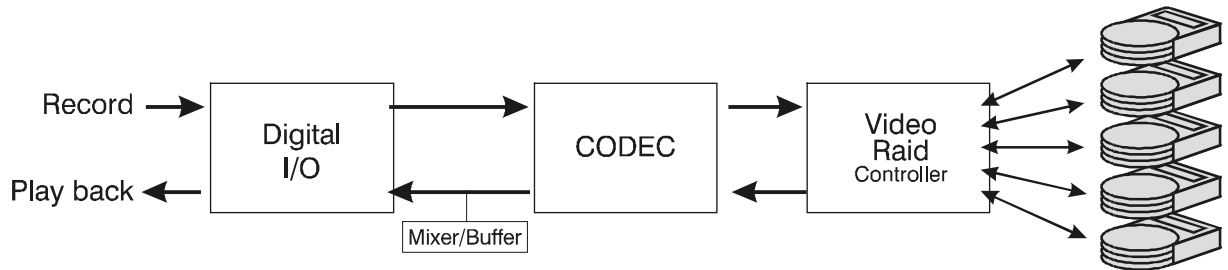 Record
Digital
I/O
CODEC
Video
Raid
Controller
Play back
Mixer/Buffer